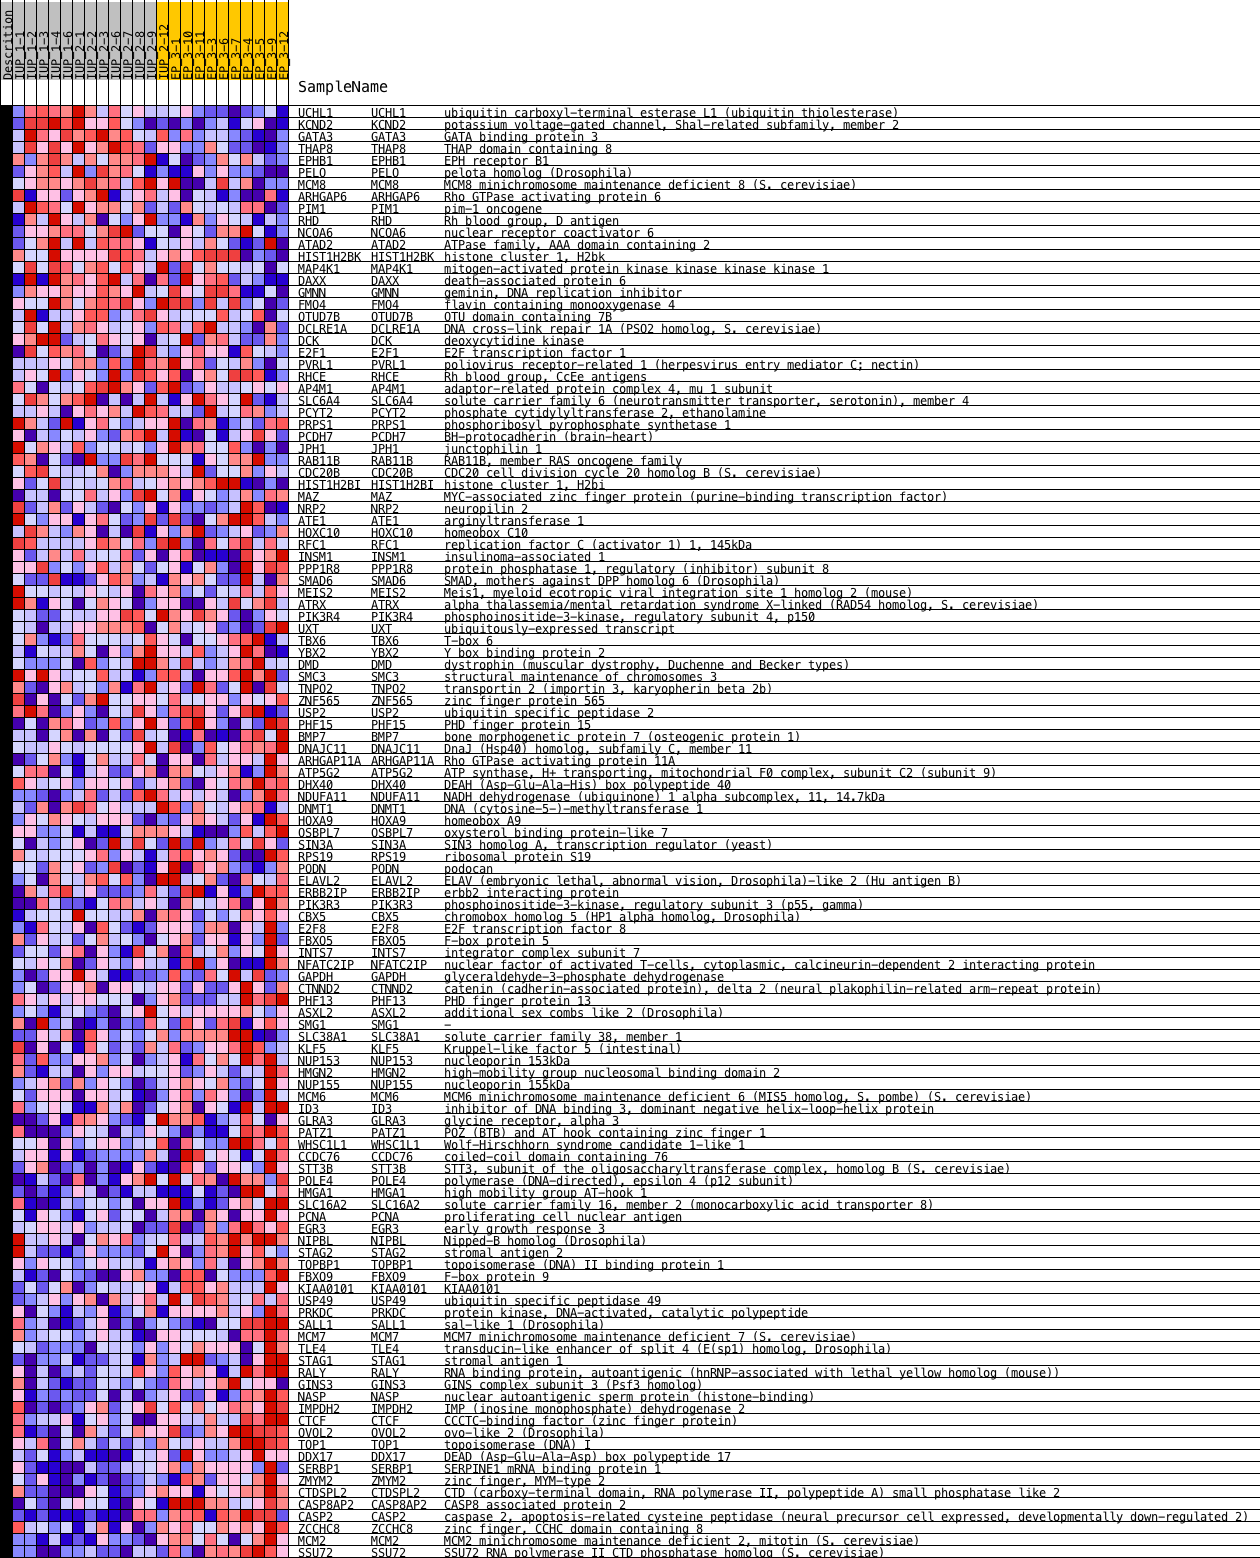 Descrition
IUP_1-1
IUP_1-2
IUP_1-3
IUP_1-4
IUP_1-6
IUP_2-1
IUP_2-2
IUP_2-3
IUP_2-6
IUP_2-7
IUP_2-8
IUP_2-9
IUP_2-12
EP_3-1
EP_3-10
EP_3-11
EP_3-3
EP_3-6
EP_3-7
EP_3-4
EP_3-5
EP_3-9
EP_3-12
SampleName
UCHL1 UCHL1 ubiquitin carboxyl-terminal esterase L1 (ubiquitin thiolesterase)
KCND2 KCND2 potassium voltage-gated channel, Shal-related subfamily, member 2
GATA3 GATA3 GATA binding protein 3
THAP8 THAP8 THAP domain containing 8
EPHB1 EPHB1 EPH receptor B1
PELO PELO pelota homolog (Drosophila)
MCM8 MCM8 MCM8 minichromosome maintenance deficient 8 (S. cerevisiae)
ARHGAP6 ARHGAP6 Rho GTPase activating protein 6
PIM1 PIM1 pim-1 oncogene
RHD RHD Rh blood group, D antigen
NCOA6 NCOA6 nuclear receptor coactivator 6
ATAD2 ATAD2 ATPase family, AAA domain containing 2
HIST1H2BK HIST1H2BK histone cluster 1, H2bk
MAP4K1 MAP4K1 mitogen-activated protein kinase kinase kinase kinase 1
DAXX DAXX death-associated protein 6
GMNN GMNN geminin, DNA replication inhibitor
FMO4 FMO4 flavin containing monooxygenase 4
OTUD7B OTUD7B OTU domain containing 7B
DCLRE1A DCLRE1A DNA cross-link repair 1A (PSO2 homolog, S. cerevisiae)
DCK DCK deoxycytidine kinase
E2F1 E2F1 E2F transcription factor 1
PVRL1 PVRL1 poliovirus receptor-related 1 (herpesvirus entry mediator C; nectin)
RHCE RHCE Rh blood group, CcEe antigens
AP4M1 AP4M1 adaptor-related protein complex 4, mu 1 subunit
SLC6A4 SLC6A4 solute carrier family 6 (neurotransmitter transporter, serotonin), member 4
PCYT2 PCYT2 phosphate cytidylyltransferase 2, ethanolamine
PRPS1 PRPS1 phosphoribosyl pyrophosphate synthetase 1
PCDH7 PCDH7 BH-protocadherin (brain-heart)
JPH1 JPH1 junctophilin 1
RAB11B RAB11B RAB11B, member RAS oncogene family
CDC20B CDC20B CDC20 cell division cycle 20 homolog B (S. cerevisiae)
HIST1H2BI HIST1H2BI histone cluster 1, H2bi
MAZ MAZ MYC-associated zinc finger protein (purine-binding transcription factor)
NRP2 NRP2 neuropilin 2
ATE1 ATE1 arginyltransferase 1
HOXC10 HOXC10 homeobox C10
RFC1 RFC1 replication factor C (activator 1) 1, 145kDa
INSM1 INSM1 insulinoma-associated 1
PPP1R8 PPP1R8 protein phosphatase 1, regulatory (inhibitor) subunit 8
SMAD6 SMAD6 SMAD, mothers against DPP homolog 6 (Drosophila)
MEIS2 MEIS2 Meis1, myeloid ecotropic viral integration site 1 homolog 2 (mouse)
ATRX ATRX alpha thalassemia/mental retardation syndrome X-linked (RAD54 homolog, S. cerevisiae)
PIK3R4 PIK3R4 phosphoinositide-3-kinase, regulatory subunit 4, p150
UXT UXT ubiquitously-expressed transcript
TBX6 TBX6 T-box 6
YBX2 YBX2 Y box binding protein 2
DMD DMD dystrophin (muscular dystrophy, Duchenne and Becker types)
SMC3 SMC3 structural maintenance of chromosomes 3
TNPO2 TNPO2 transportin 2 (importin 3, karyopherin beta 2b)
ZNF565 ZNF565 zinc finger protein 565
USP2 USP2 ubiquitin specific peptidase 2
PHF15 PHF15 PHD finger protein 15
BMP7 BMP7 bone morphogenetic protein 7 (osteogenic protein 1)
DNAJC11 DNAJC11 DnaJ (Hsp40) homolog, subfamily C, member 11
ARHGAP11A ARHGAP11A Rho GTPase activating protein 11A
ATP5G2 ATP5G2 ATP synthase, H+ transporting, mitochondrial F0 complex, subunit C2 (subunit 9)
DHX40 DHX40 DEAH (Asp-Glu-Ala-His) box polypeptide 40
NDUFA11 NDUFA11 NADH dehydrogenase (ubiquinone) 1 alpha subcomplex, 11, 14.7kDa
DNMT1 DNMT1 DNA (cytosine-5-)-methyltransferase 1
HOXA9 HOXA9 homeobox A9
OSBPL7 OSBPL7 oxysterol binding protein-like 7
SIN3A SIN3A SIN3 homolog A, transcription regulator (yeast)
RPS19 RPS19 ribosomal protein S19
PODN PODN podocan
ELAVL2 ELAVL2 ELAV (embryonic lethal, abnormal vision, Drosophila)-like 2 (Hu antigen B)
ERBB2IP ERBB2IP erbb2 interacting protein
PIK3R3 PIK3R3 phosphoinositide-3-kinase, regulatory subunit 3 (p55, gamma)
CBX5 CBX5 chromobox homolog 5 (HP1 alpha homolog, Drosophila)
E2F8 E2F8 E2F transcription factor 8
FBXO5 FBXO5 F-box protein 5
INTS7 INTS7 integrator complex subunit 7
NFATC2IP NFATC2IP nuclear factor of activated T-cells, cytoplasmic, calcineurin-dependent 2 interacting protein
GAPDH GAPDH glyceraldehyde-3-phosphate dehydrogenase
CTNND2 CTNND2 catenin (cadherin-associated protein), delta 2 (neural plakophilin-related arm-repeat protein)
PHF13 PHF13 PHD finger protein 13
ASXL2 ASXL2 additional sex combs like 2 (Drosophila)
SMG1 SMG1 -
SLC38A1 SLC38A1 solute carrier family 38, member 1
KLF5 KLF5 Kruppel-like factor 5 (intestinal)
NUP153 NUP153 nucleoporin 153kDa
HMGN2 HMGN2 high-mobility group nucleosomal binding domain 2
NUP155 NUP155 nucleoporin 155kDa
MCM6 MCM6 MCM6 minichromosome maintenance deficient 6 (MIS5 homolog, S. pombe) (S. cerevisiae)
ID3 ID3 inhibitor of DNA binding 3, dominant negative helix-loop-helix protein
GLRA3 GLRA3 glycine receptor, alpha 3
PATZ1 PATZ1 POZ (BTB) and AT hook containing zinc finger 1
WHSC1L1 WHSC1L1 Wolf-Hirschhorn syndrome candidate 1-like 1
CCDC76 CCDC76 coiled-coil domain containing 76
STT3B STT3B STT3, subunit of the oligosaccharyltransferase complex, homolog B (S. cerevisiae)
POLE4 POLE4 polymerase (DNA-directed), epsilon 4 (p12 subunit)
HMGA1 HMGA1 high mobility group AT-hook 1
SLC16A2 SLC16A2 solute carrier family 16, member 2 (monocarboxylic acid transporter 8)
PCNA PCNA proliferating cell nuclear antigen
EGR3 EGR3 early growth response 3
NIPBL NIPBL Nipped-B homolog (Drosophila)
STAG2 STAG2 stromal antigen 2
TOPBP1 TOPBP1 topoisomerase (DNA) II binding protein 1
FBXO9 FBXO9 F-box protein 9
KIAA0101 KIAA0101 KIAA0101
USP49 USP49 ubiquitin specific peptidase 49
PRKDC PRKDC protein kinase, DNA-activated, catalytic polypeptide
SALL1 SALL1 sal-like 1 (Drosophila)
MCM7 MCM7 MCM7 minichromosome maintenance deficient 7 (S. cerevisiae)
TLE4 TLE4 transducin-like enhancer of split 4 (E(sp1) homolog, Drosophila)
STAG1 STAG1 stromal antigen 1
RALY RALY RNA binding protein, autoantigenic (hnRNP-associated with lethal yellow homolog (mouse))
GINS3 GINS3 GINS complex subunit 3 (Psf3 homolog)
NASP NASP nuclear autoantigenic sperm protein (histone-binding)
IMPDH2 IMPDH2 IMP (inosine monophosphate) dehydrogenase 2
CTCF CTCF CCCTC-binding factor (zinc finger protein)
OVOL2 OVOL2 ovo-like 2 (Drosophila)
TOP1 TOP1 topoisomerase (DNA) I
DDX17 DDX17 DEAD (Asp-Glu-Ala-Asp) box polypeptide 17
SERBP1 SERBP1 SERPINE1 mRNA binding protein 1
ZMYM2 ZMYM2 zinc finger, MYM-type 2
CTDSPL2 CTDSPL2 CTD (carboxy-terminal domain, RNA polymerase II, polypeptide A) small phosphatase like 2
CASP8AP2 CASP8AP2 CASP8 associated protein 2
CASP2 CASP2 caspase 2, apoptosis-related cysteine peptidase (neural precursor cell expressed, developmentally down-regulated 2)
ZCCHC8 ZCCHC8 zinc finger, CCHC domain containing 8
MCM2 MCM2 MCM2 minichromosome maintenance deficient 2, mitotin (S. cerevisiae)
SSU72 SSU72 SSU72 RNA polymerase II CTD phosphatase homolog (S. cerevisiae)